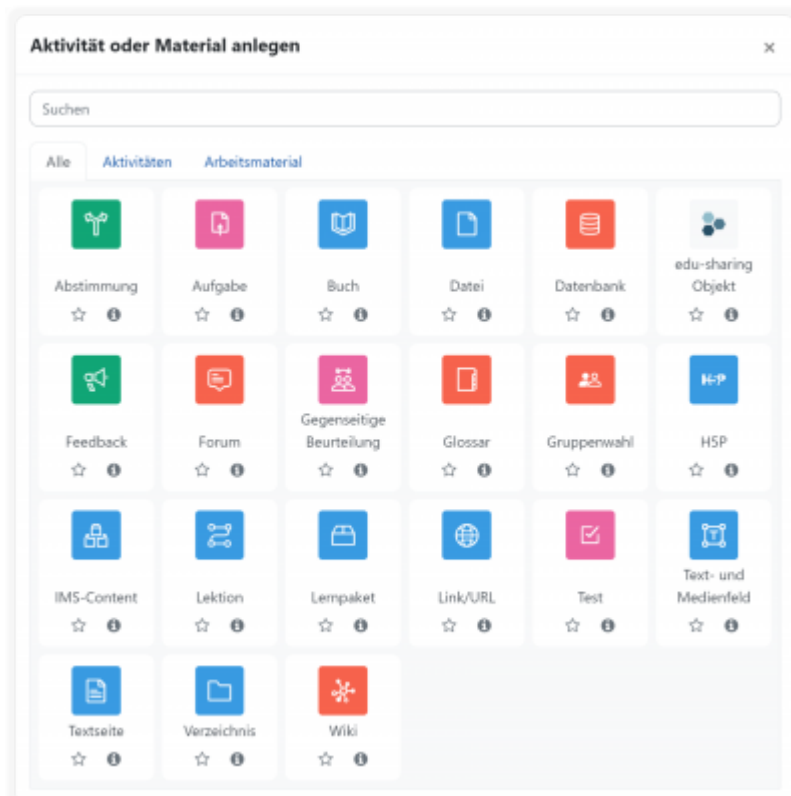 Aktivität oder Material anlegen
Suchen
Alle Aktivitäten Arbeitsmaterial
Abstimmung Aufgabe Buch Datei Datenbank edu-sharing Objekt
Feedback Forum Gegenseitige Beurteilung Glossar Gruppenwahl H5P
IMS-Content Lektion Lernpaket Link/URL Test Text- und Medienfeld
Textseite Verzeichnis Wiki